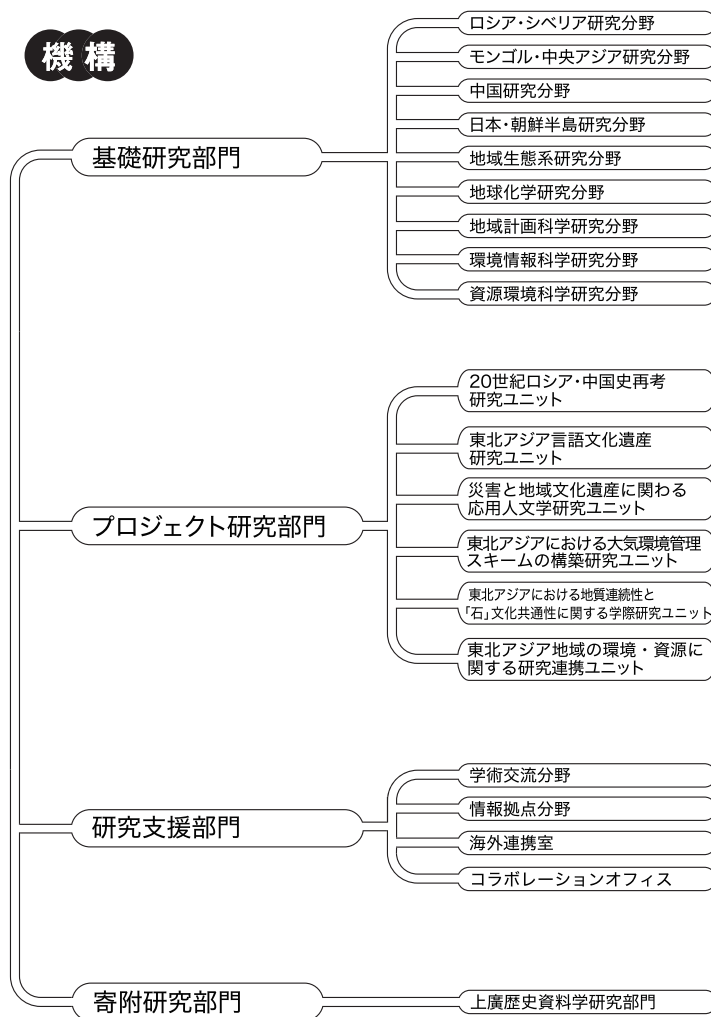 機構
基礎研究部門
ロシア・シベリア研究分野
モンゴル・中央アジア研究分野
中国研究分野
日本・朝鮮半島研究分野
地域生態系研究分野
地球化学研究分野
地域計画科学研究分野
環境情報科学研究分野
資源環境科学研究分野
プロジェクト研究部門
20世紀ロシア・中国史再考
研究ユニット
東北アジア言語文化遺産
研究ユニット
災害と地域文化遺産に関わる
応用人文学研究ユニット
東北アジアにおける大気環境管理
スキームの構築研究ユニット
東北アジアにおける地質連続性と
「石」文化共通性に関する学際研究ユニット
東北アジア地域の環境・資源に
関する研究連携ユニット
研究支援部門
学術交流分野
情報拠点分野
海外連携室
コラボレーションオフィス
寄附研究部門
上廣歴史資料学研究部門